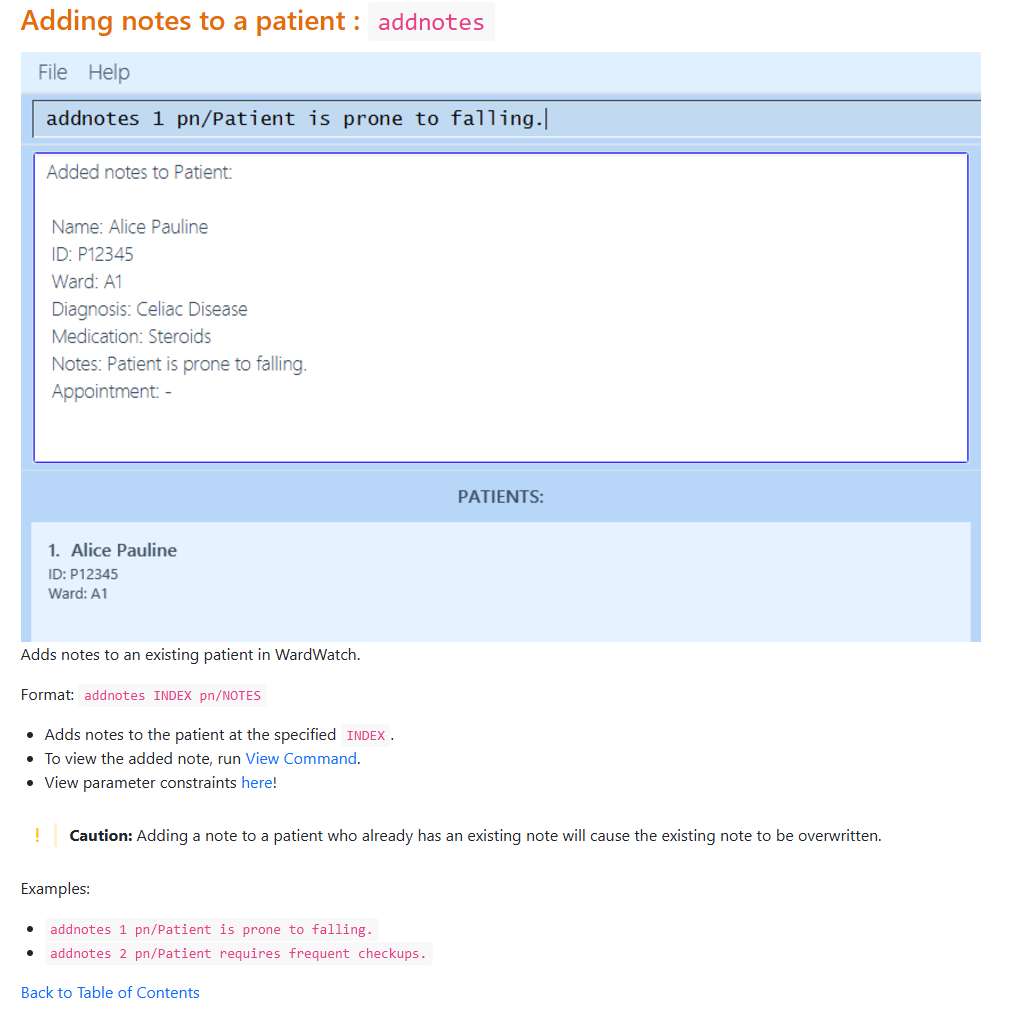 Adding notes to a patient : addnotes
File Help
addnotes 1 pn/Patient is prone to falling.
Added notes to Patient:
Name: Alice Pauline
ID: P12345
Ward: A1
Diagnosis: Celiac Disease
Medication: Steroids
Notes: Patient is prone to falling.
Appointment: -
PATIENTS:
1. Alice Pauline
ID: P12345
Ward: A1
Adds notes to an existing patient in WardWatch.
Format: addnotes INDEX pn/NOTES
• Adds notes to the patient at the specified INDEX.
• To view the added note, run View Command.
• View parameter constraints here!
! Caution: Adding a note to a patient who already has an existing note will cause the existing note to be overwritten.
Examples:
• addnotes 1 pn/Patient is prone to falling.
• addnotes 2 pn/Patient requires frequent checkups.
Back to Table of Contents